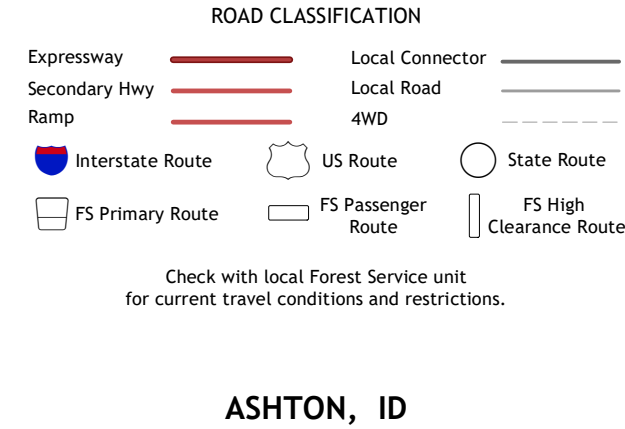 ROAD CLASSIFICATION
Expressway
Local Connector
Secondary Hwy
Local Road
Ramp
4WD
Interstate Route
US Route
State Route
FS Primary Route
FS Passenger
Route
FS High
Clearance Route
Check with local Forest Service unit
for current travel conditions and restrictions.
ASHTON, ID